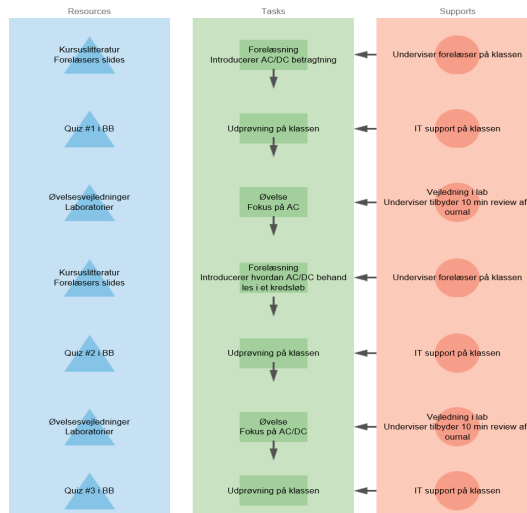 Resources
Tasks
Supports
Kursuslitteratur
Forelæsers slides
Forelæsning
Introducerer AC/DC betragtning
Underviser forelæser på klassen
Quiz #1 i BB
Udprøvning på klassen
IT support på klassen
Øvelsesvejledninger
Laboratorier
Øvelse
Fokus på AC
Vejledning i lab
Underviser tilbyder 10 min review af
ournal
Kursuslitteratur
Forelæsers slides
Forelæsning
Introducerer hvordan AC/DC behand
les i et kredsløb
Underviser forelæser på klassen
Quiz #2 i BB
Udprøvning på klassen
IT support på klassen
Øvelsesvejledninger
Laboratorier
Øvelse
Fokus på AC/DC
Vejledning i lab
Underviser tilbyder 10 min review af
ournal
Quiz #3 i BB
Udprøvning på klassen
IT support på klassen